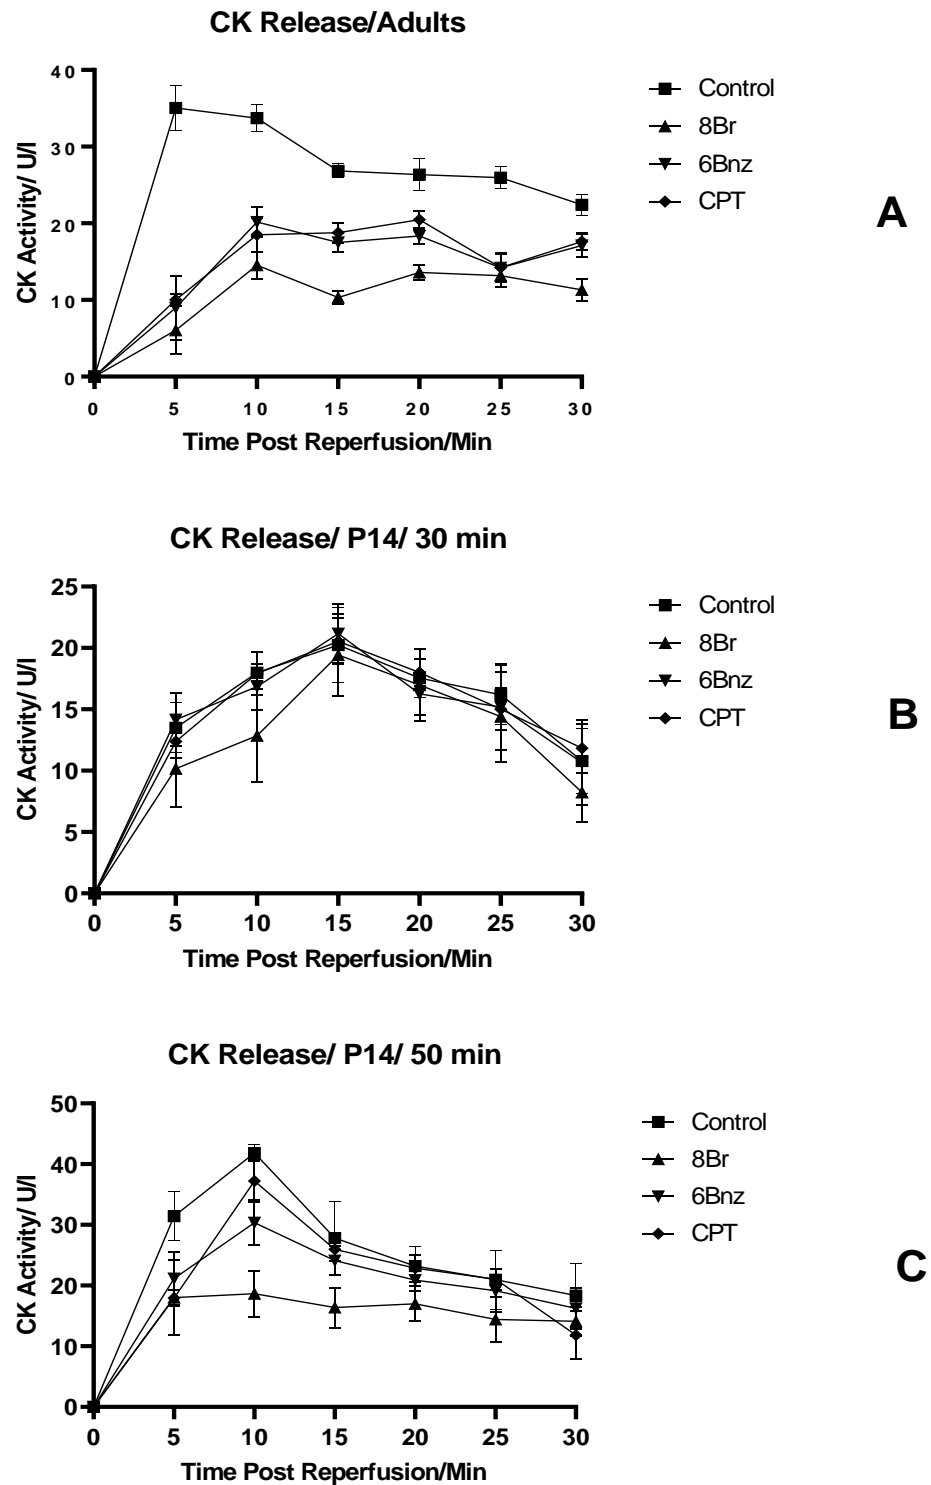 CK Release/Adults
40
30
20
10
0
CK Activity/ U/l
0 5 10 15 20 25 30
Time Post Reperfusion/Min
Control
8Br
6Bnz
CPT
A
CK Release/ P14/ 30 min
25
20
15
10
5
0
CK Activity/ U/l
0 5 10 15 20 25 30
Time Post Reperfusion/Min
Control
8Br
6Bnz
CPT
B
CK Release/ P14/ 50 min
50
40
30
20
10
0
CK Activity/ U/l
0 5 10 15 20 25 30
Time Post Reperfusion/Min
Control
8Br
6Bnz
CPT
C